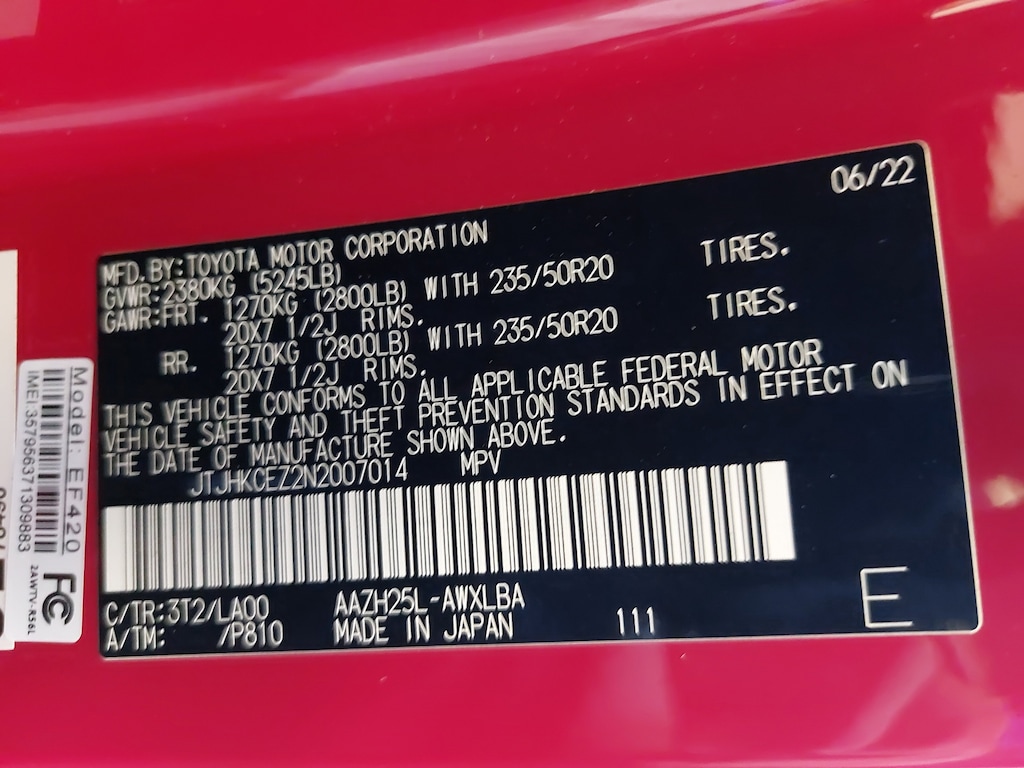 06/22
MFD.BY:TOYOTA MOTOR CORPORATION
GVWR:2380KG (5245LB)
GAWR:FRT. 1270KG (2800LB) WITH 235/50R20 TIRES.
20X7 1/2J RIMS.
RR. 1270KG (2800LB) WITH 235/50R20 TIRES.
20X7 1/2J RIMS.
THIS VEHICLE CONFORMS TO ALL APPLICABLE FEDERAL MOTOR
VEHICLE SAFETY AND THEFT PREVENTION STANDARDS IN EFFECT ON
THE DATE OF MANUFACTURE SHOWN ABOVE.
JTJHKCEZ2N2007014 MPV
C/TR:3T2/LA00 AAZH25L-AWXLBA
A/TM: /P810 MADE IN JAPAN 111
E
Model: EF420
IMEI 357956371309883
FC
2AWTV-R56L